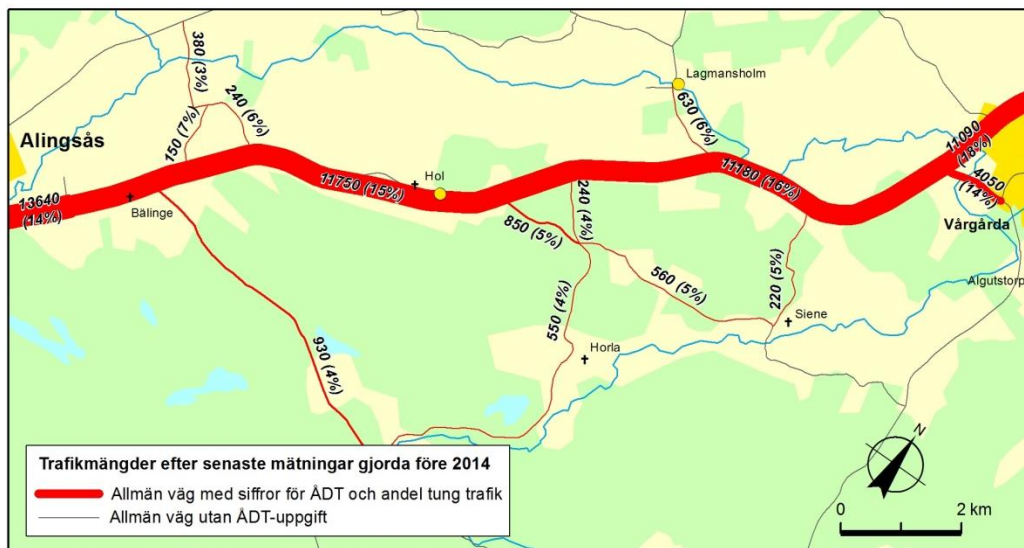 380 (3%)
240 (6%)
150 (7%)
Lagmansholm
630 (6%)
Alingsås
13640
(14%)
Bälinge
Hol
11750 (15%)
11180 (16%)
11090
(18%)
4050
(14%)
Vårgårda
240 (4%)
850 (5%)
560 (5%)
220 (5%)
Algutstorp
Siene
550 (4%)
Horla
930 (4%)
Trafikmängder efter senaste mätningar gjorda före 2014
Allmän väg med siffror för ÅDT och andel tung trafik
Allmän väg utan ÅDT-uppgift
N
0 2 km